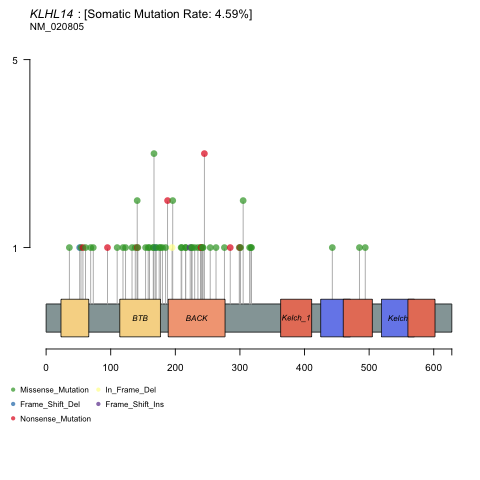 KLHL14 : [Somatic Mutation Rate: 4.59%]
NM_020805
5
1
BTB BACK Kelch_1 Kelch
0 100 200 300 400 500 600
Missense_Mutation In_Frame_Del
Frame_Shift_Del Frame_Shift_Ins
Nonsense_Mutation